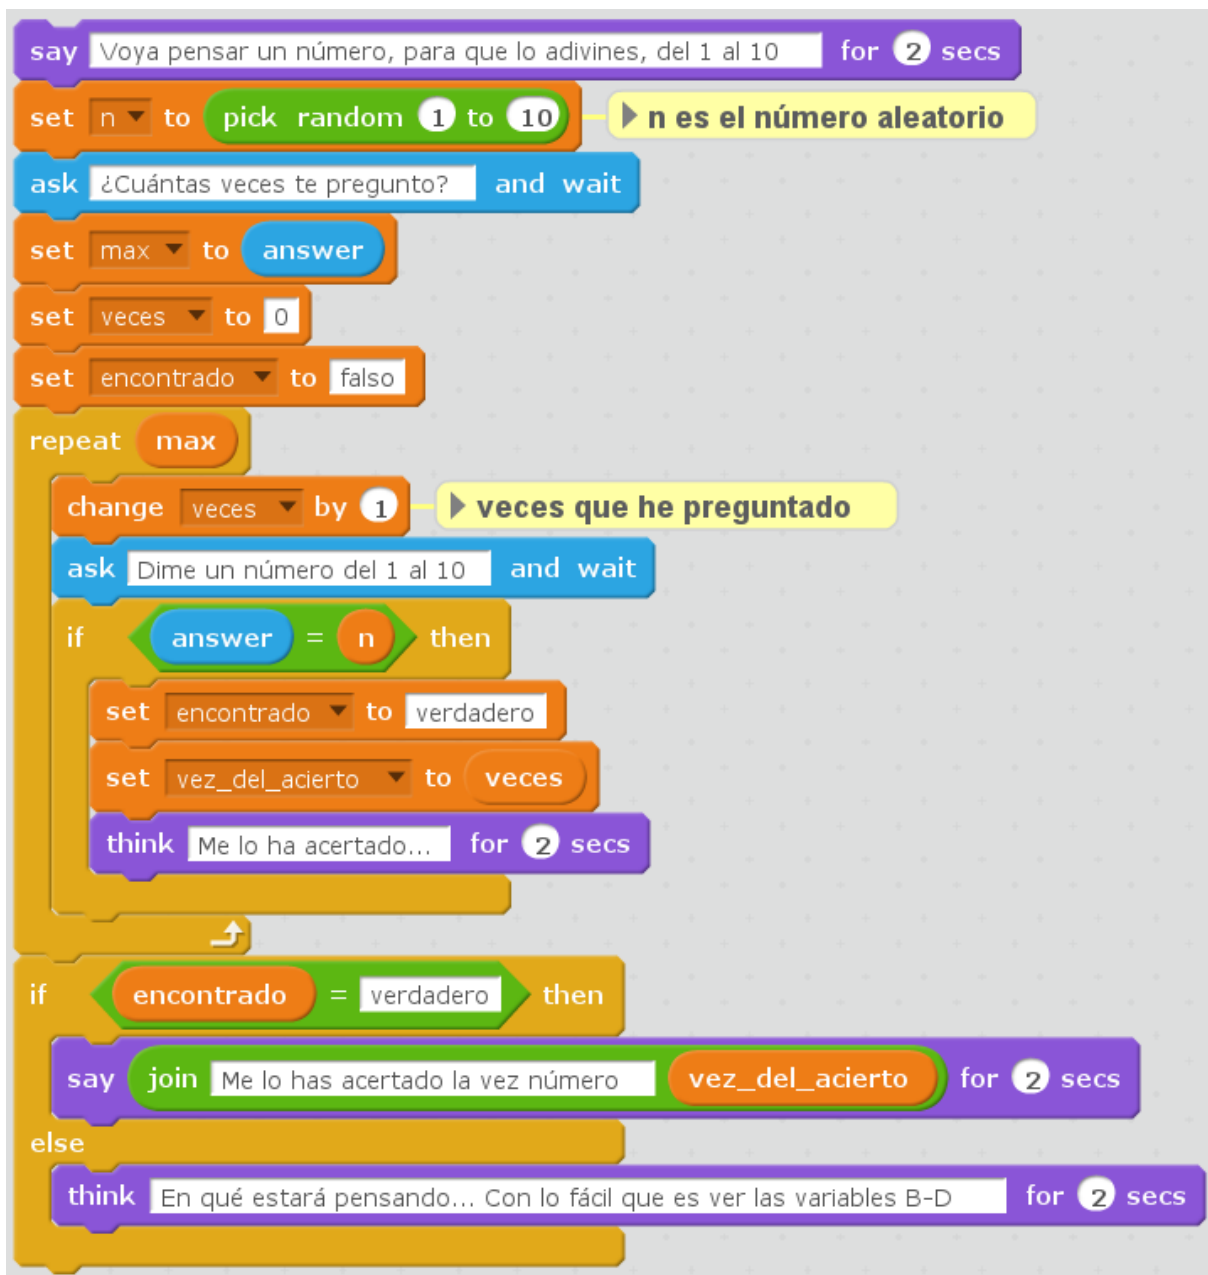 say Voya pensar un número, para que lo adivines, del 1 al 10 for 2 secs
set n to pick random 1 to 10 n es el número aleatorio
ask ¿Cuántas veces te pregunto? and wait
set max to answer
set veces to 0
set encontrado to falso
repeat max
change veces by 1 veces que he preguntado
ask Dime un número del 1 al 10 and wait
if answer = n then
set encontrado to verdadero
set vez_del_acierto to veces
think Me lo ha acertado... for 2 secs
if encontrado = verdadero then
say join Me lo has acertado la vez número vez_del_acierto for 2 secs
else
think En qué estará pensando... Con lo fácil que es ver las variables B-D for 2 secs